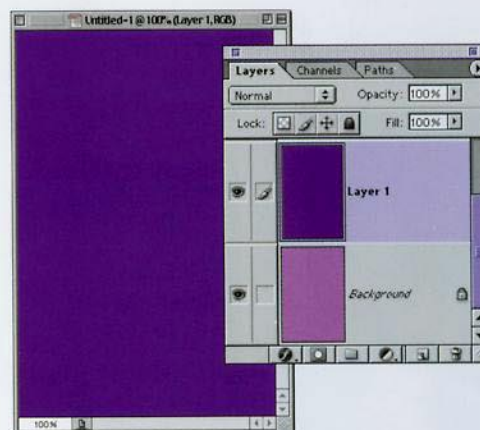 Untitled-1 @ 100% (Layer 1, RGB)
Layers
Channels
Paths
Normal
Opacity: 100%
Lock:
Fill: 100%
Layer 1
Background
100%